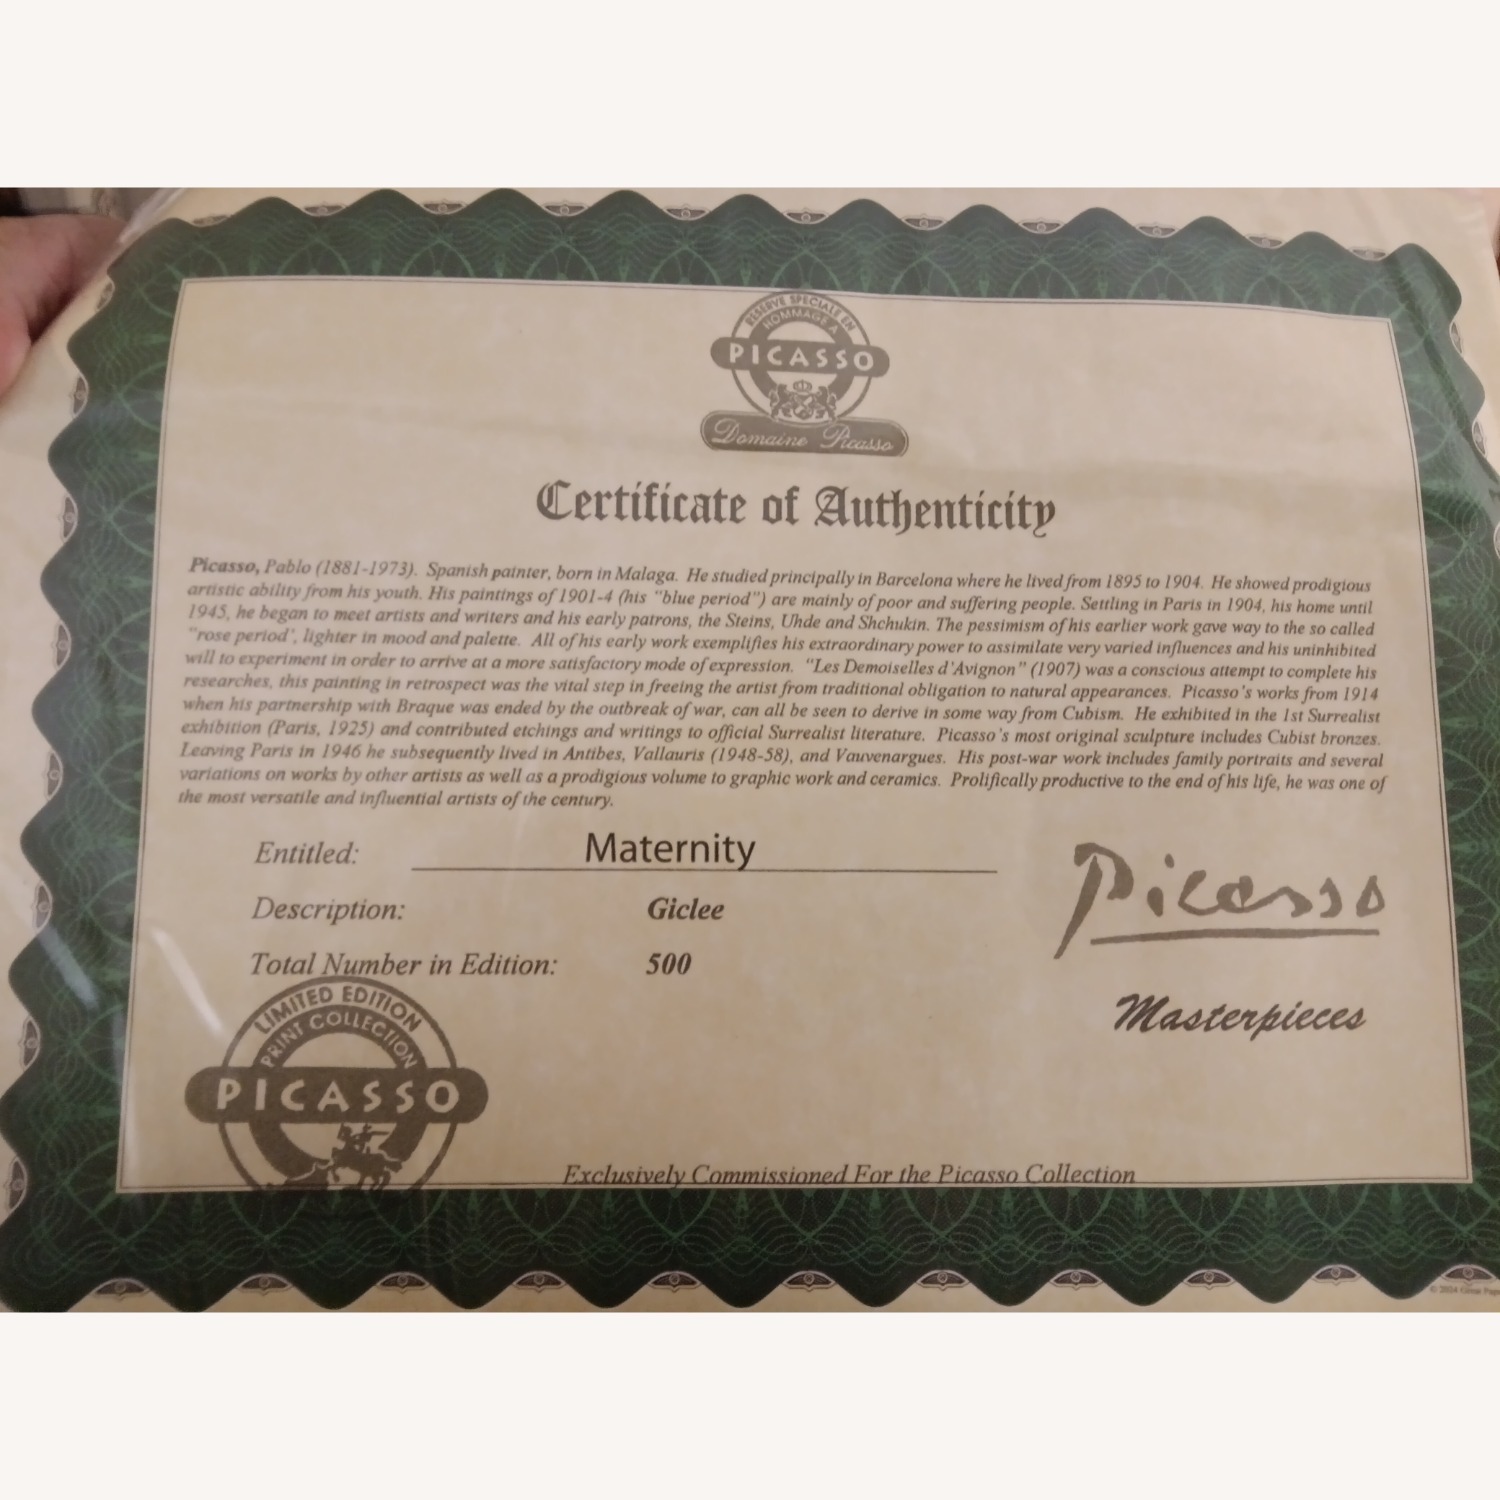 RESERVE SPECIALE EN
HOMMAGE A
PICASSO
Domaine Picasso
Certificate of Authenticity
Picasso, Pablo (1881-1973). Spanish painter, born in Malaga. He studied principally in Barcelona where he lived from 1895 to 1904. He showed prodigious
artistic ability from his youth. His paintings of 1901-4 (his "blue period") are mainly of poor and suffering people. Settling in Paris in 1904, his home until
1945, he began to meet artists and writers and his early patrons, the Steins, Uhde and Shchukin. The pessimism of his earlier work gave way to the so called
"rose period', lighter in mood and palette. All of his early work exemplifies his extraordinary power to assimilate very varied influences and his uninhibited
will to experiment in order to arrive at a more satisfactory mode of expression. "Les Demoiselles d'Avignon" (1907) was a conscious attempt to complete his
researches, this painting in retrospect was the vital step in freeing the artist from traditional obligation to natural appearances. Picasso's works from 1914
when his partnership with Braque was ended by the outbreak of war, can all be seen to derive in some way from Cubism. He exhibited in the 1st Surrealist
exhibition (Paris, 1925) and contributed etchings and writings to official Surrealist literature. Picasso's most original sculpture includes Cubist bronzes.
Leaving Paris in 1946 he subsequently lived in Antibes, Vallauris (1948-58), and Vauvenargues. His post-war work includes family portraits and several
variations on works by other artists as well as a prodigious volume to graphic work and ceramics. Prolifically productive to the end of his life, he was one of
the most versatile and influential artists of the century.
Entitled: Maternity
Description: Giclee
Total Number in Edition: 500
Picasso
Masterpieces
LIMITED EDITION
PRINT COLLECTION
PICASSO
Exclusively Commissioned For the Picasso Collection